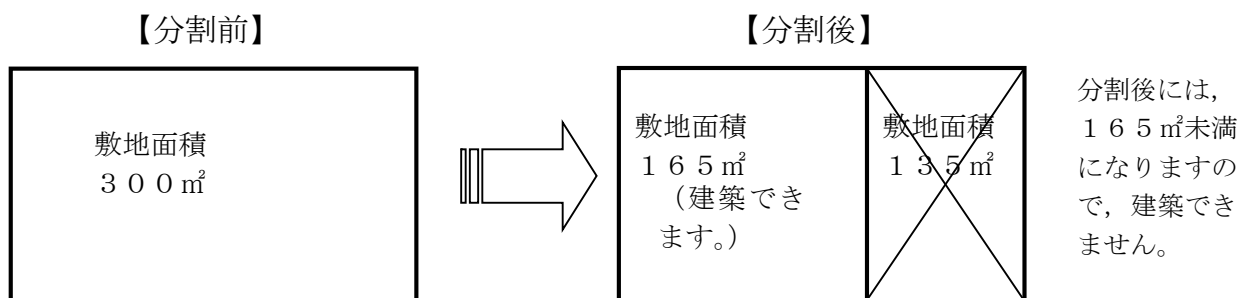 【分割前】
敷地面積
３００㎡
【分割後】
敷地面積
１６５㎡
（建築でき
ます。）
敷地面積
１３５㎡
分割後には，
１６５㎡未満
になりますの
で，建築でき
ません。